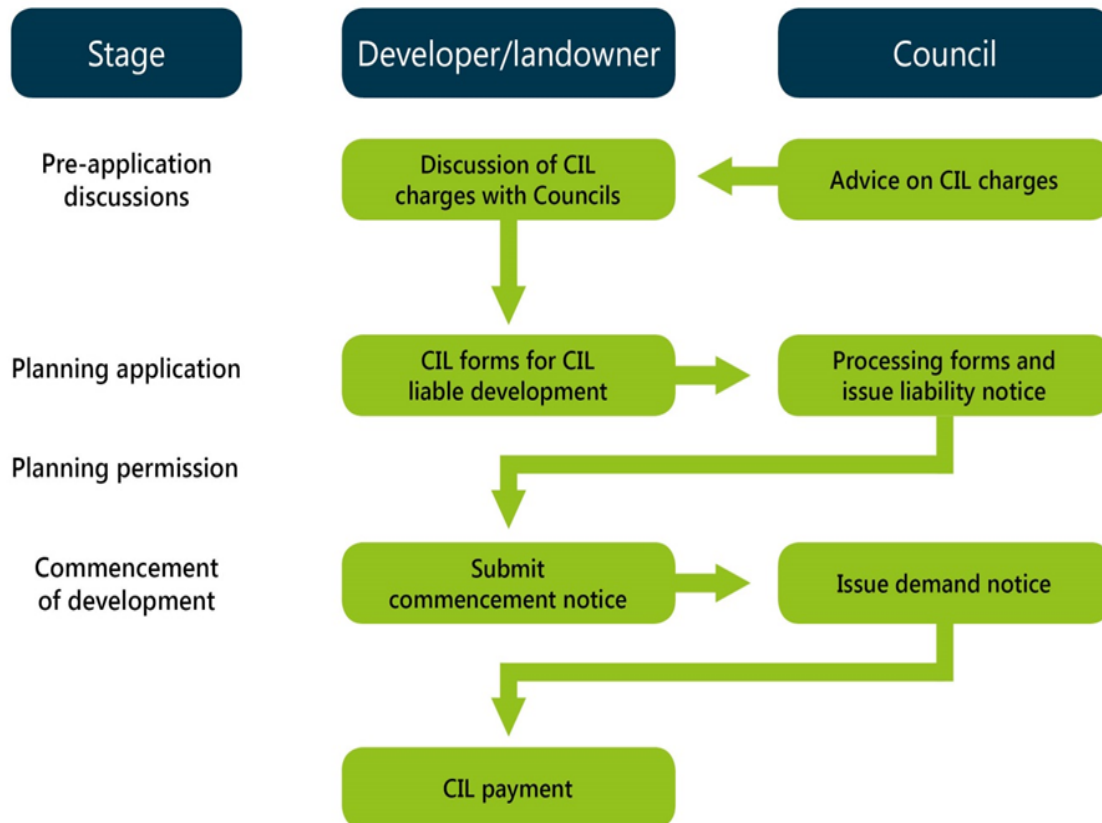 Stage
Developer/landowner
Council
Pre-application
discussions
Discussion of CIL
charges with Councils
Advice on CIL charges
Planning application
CIL forms for CIL
liable development
Processing forms and
issue liability notice
Planning permission
Commencement
of development
Submit
commencement notice
Issue demand notice
CIL payment